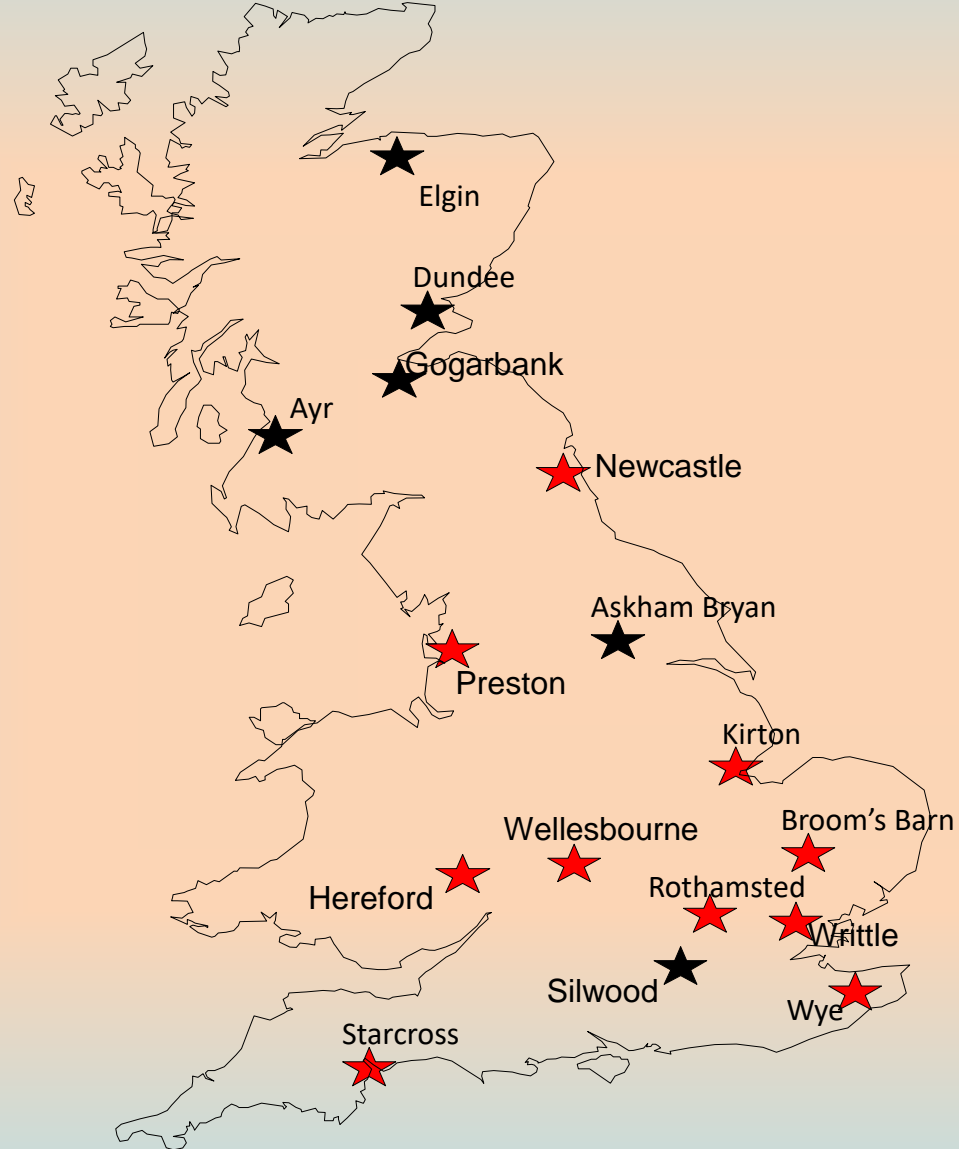 Elgin
Dundee
Gogarbank
Ayr
Newcastle
Askham Bryan
Preston
Kirton
Broom’s Barn
Wellesbourne
Rothamsted
Hereford
Writtle
Silwood
Wye
Starcross